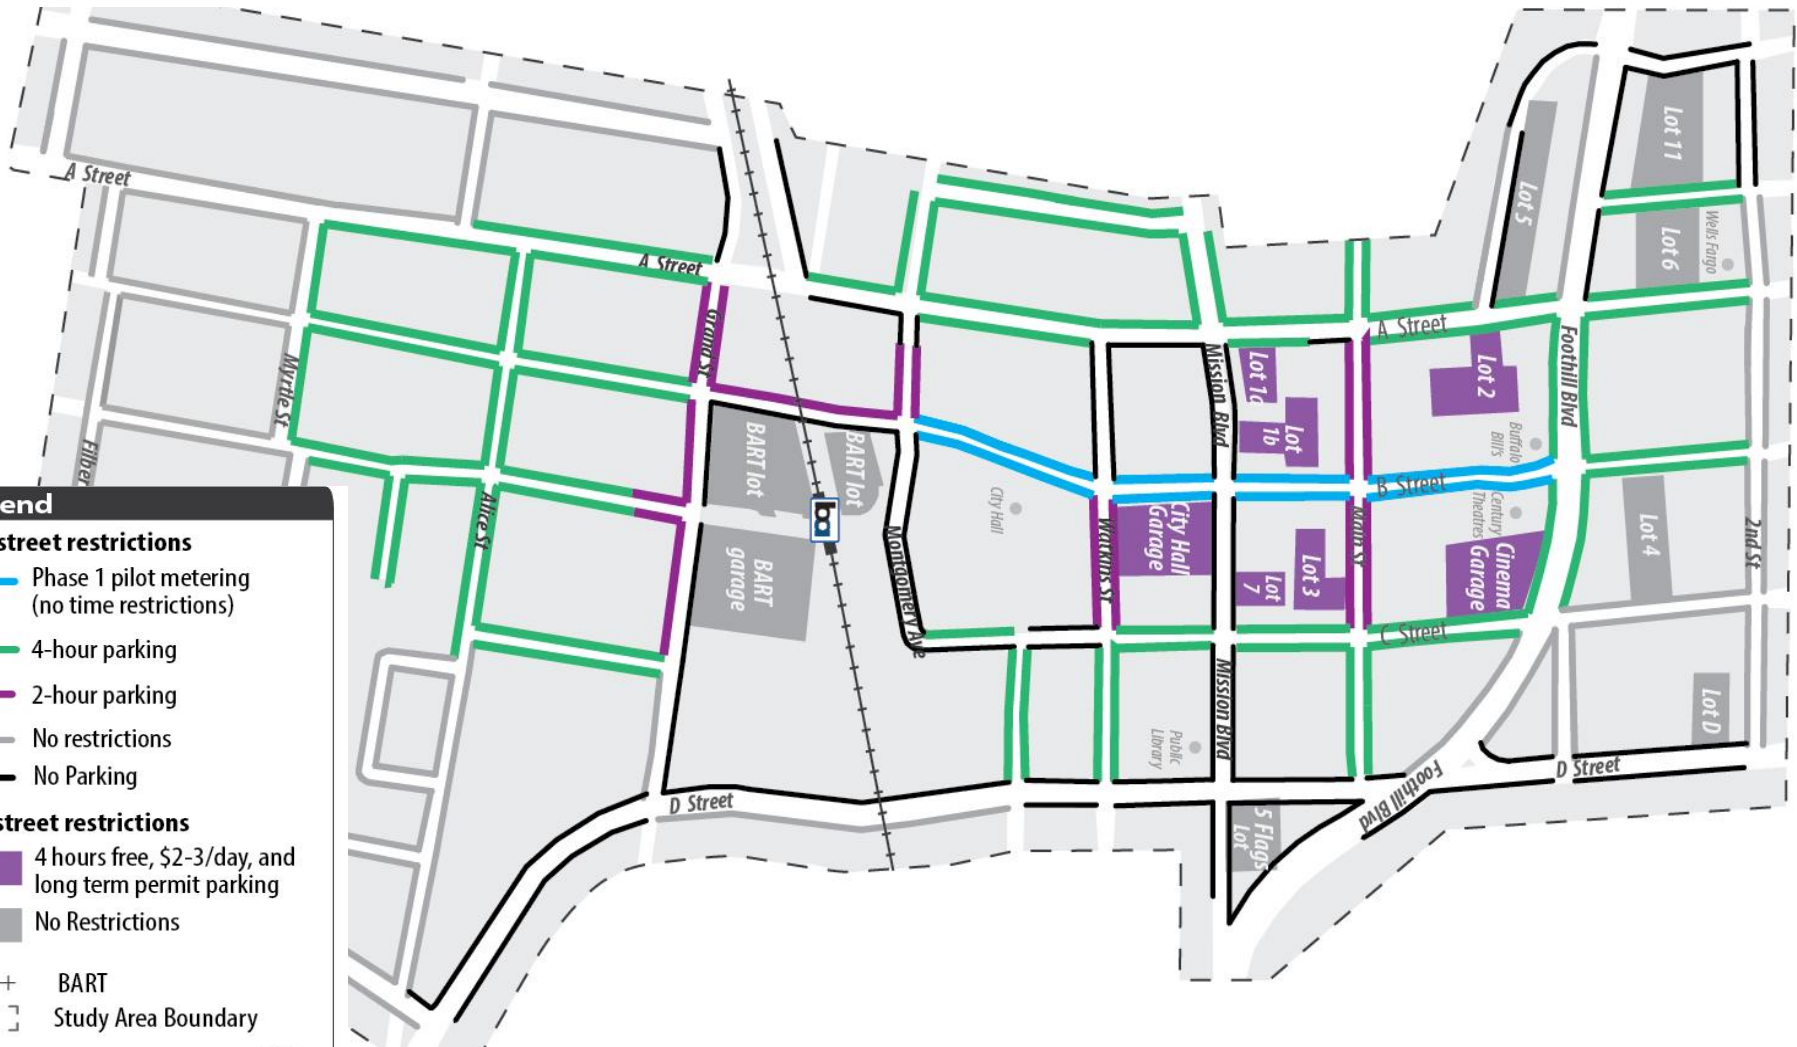 A Street
A Street
Grand St
Myrtle St
Filber
Alice St
BART lot
BART lot
ba
BART
garage
Montgomery Ave
City Hall
Watkins St
City Hall
Garage
Mission Blvd
Lot 1a
Lot
1b
Lot
7
Lot 3
Main St
A Street
Lot 2
Buffalo
Bill's
B Street
Century
Theatres
Cinema
Garage
C Street
Foothill Blvd
Lot 5
Lot 11
Lot 6
Wells Fargo
Lot 4
2nd St
Lot D
D Street
Foothill Blvd
Mission Blvd
Public
Library
5 Flags
Lot
D Street
end
street restrictions
Phase 1 pilot metering
(no time restrictions)
4-hour parking
2-hour parking
No restrictions
No Parking
street restrictions
4 hours free, $2-3/day, and
long term permit parking
No Restrictions
BART
Study Area Boundary